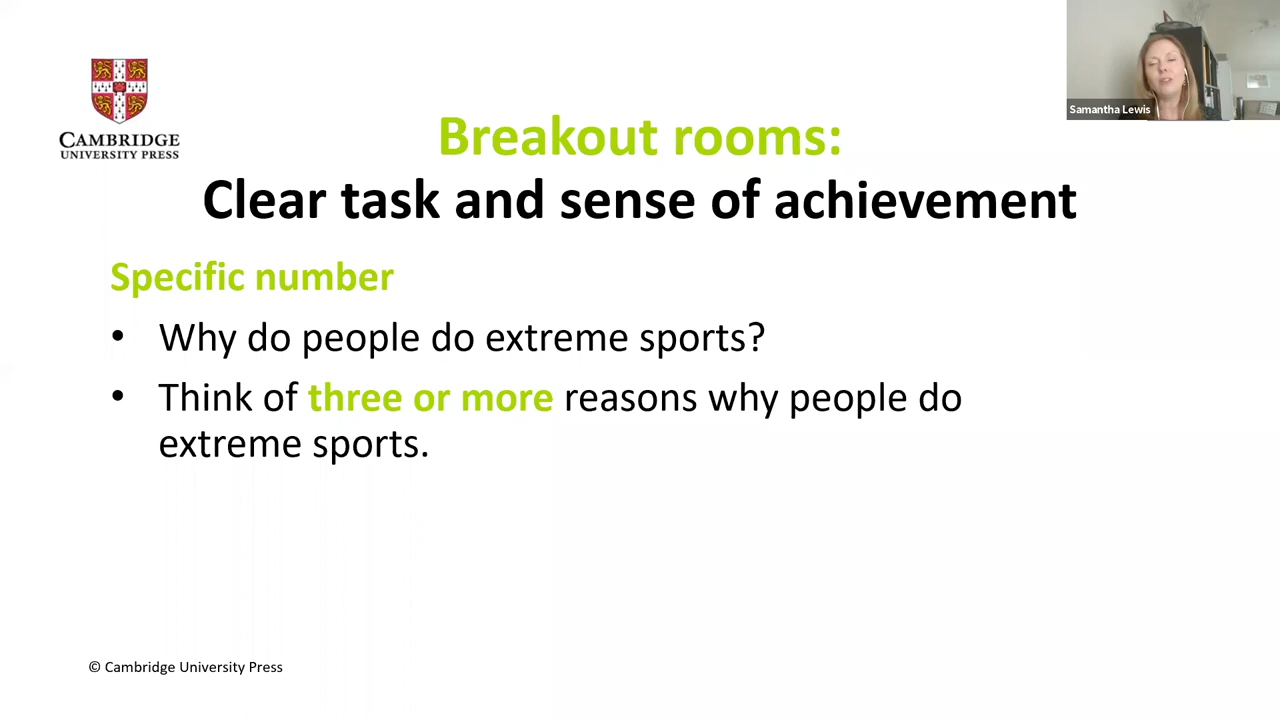 Samantha Lewis
CAMBRIDGE
UNIVERSITY PRESS
Breakout rooms:
Clear task and sense of achievement
Specific number
• Why do people do extreme sports?
• Think of three or more reasons why people do
extreme sports.
© Cambridge University Press